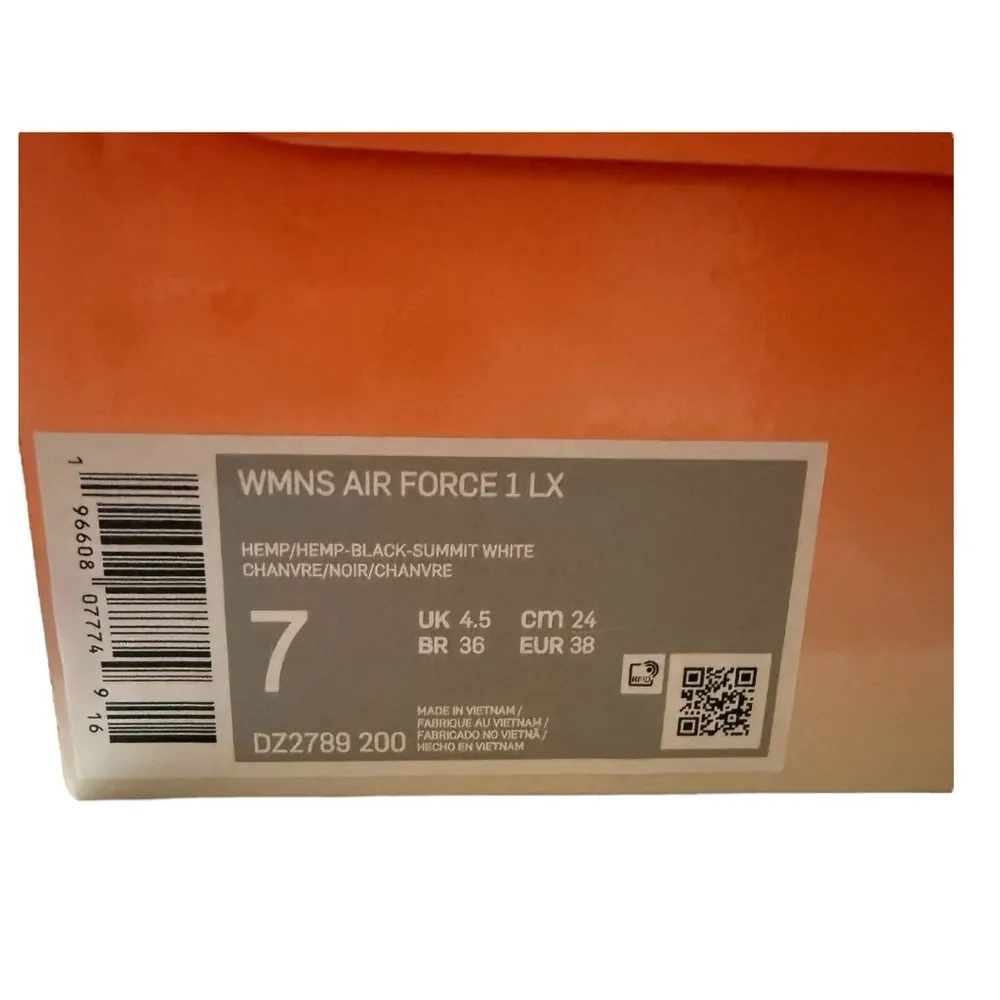 WMNS AIR FORCE 1 LX
HEMP/HEMP-BLACK-SUMMIT WHITE
CHANVRE/NOIR/CHANVRE
7
UK 4.5 cm 24
BR 36 EUR 38
RFID
MADE IN VIETNAM /
FABRIQUE AU VIETNAM /
FABRICADO NO VIETNÃ /
HECHO EN VIETNAM
DZ2789 200
1 96608 07774 9 16